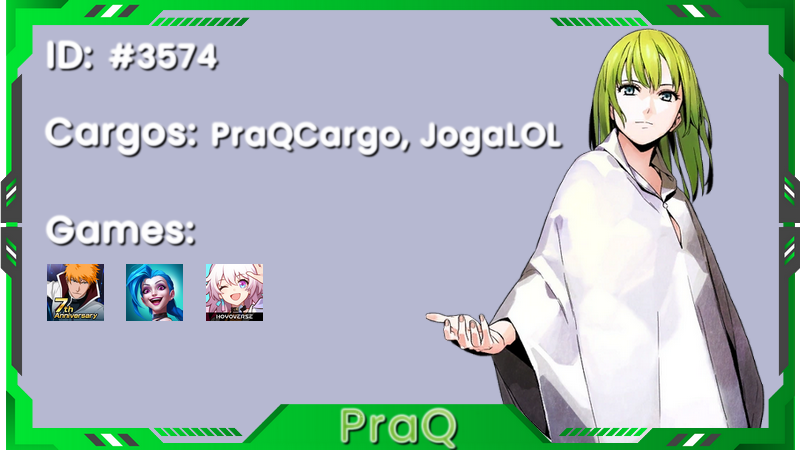 ID: #3574
Cargos: PraQCargo, JogaLOL
Games:
7th
Anniversary
HOYOVERSE
PraQ